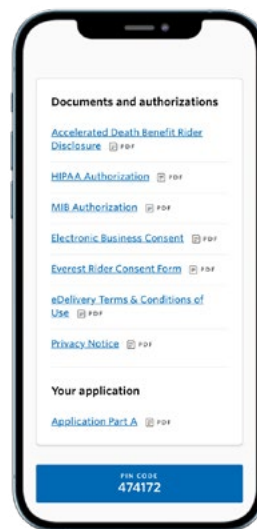 Documents and authorizations
Accelerated Death Benefit Rider
Disclosure PDF
HIPAA Authorization PDF
MIB Authorization PDF
Electronic Business Consent PDF
Everest Rider Consent Form PDF
eDelivery Terms & Conditions of
Use PDF
Privacy Notice PDF
Your application
Application Part A PDF
PIN CODE
474172